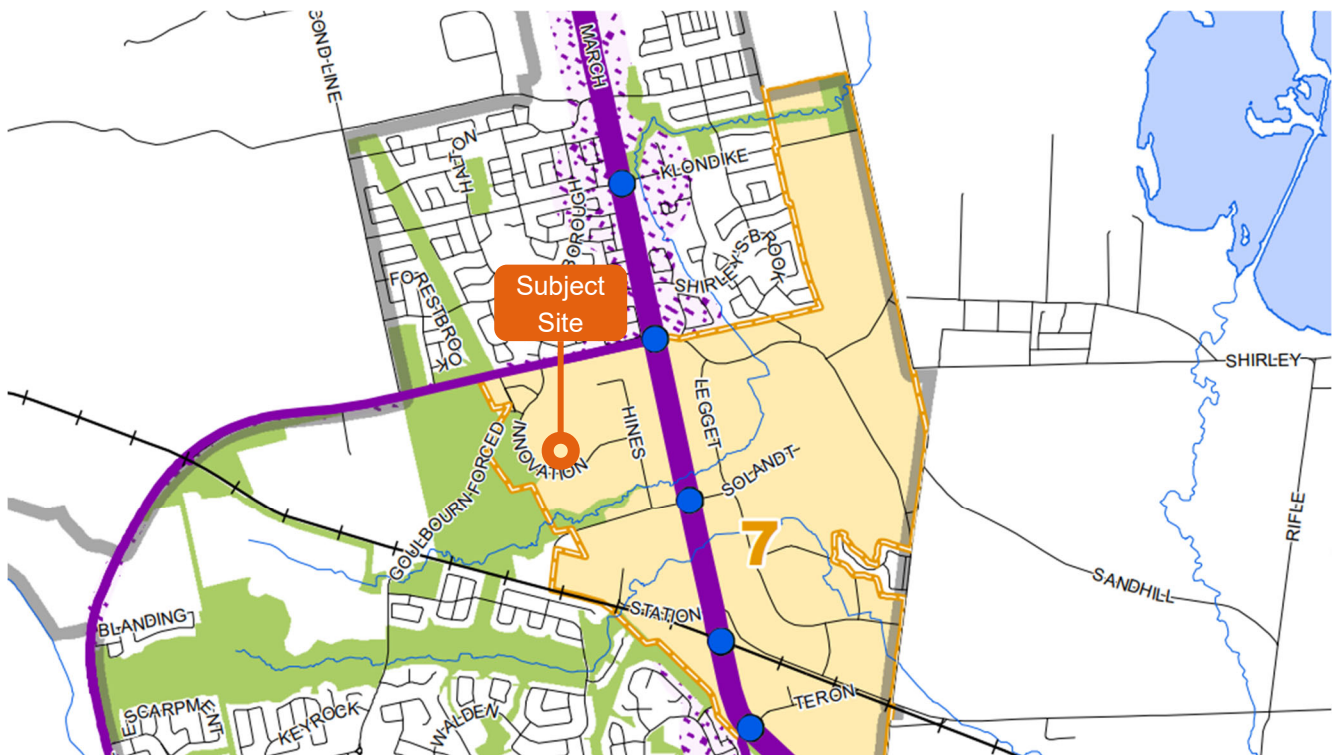 MARCH
COND LINE
HALTON
KLONDIKE
BOROUGH
SHIRLEY'S BROOK
FORESTBROOK
Subject
Site
SHIRLEY
LEGGET
HINES
INNOVATION
SOLANDT
GOULBOURN FORCED
7
RIFLE
SANDHILL
STATION
BLANDING
TERON
ESCARPMENT
KEYROCK
WALDEN